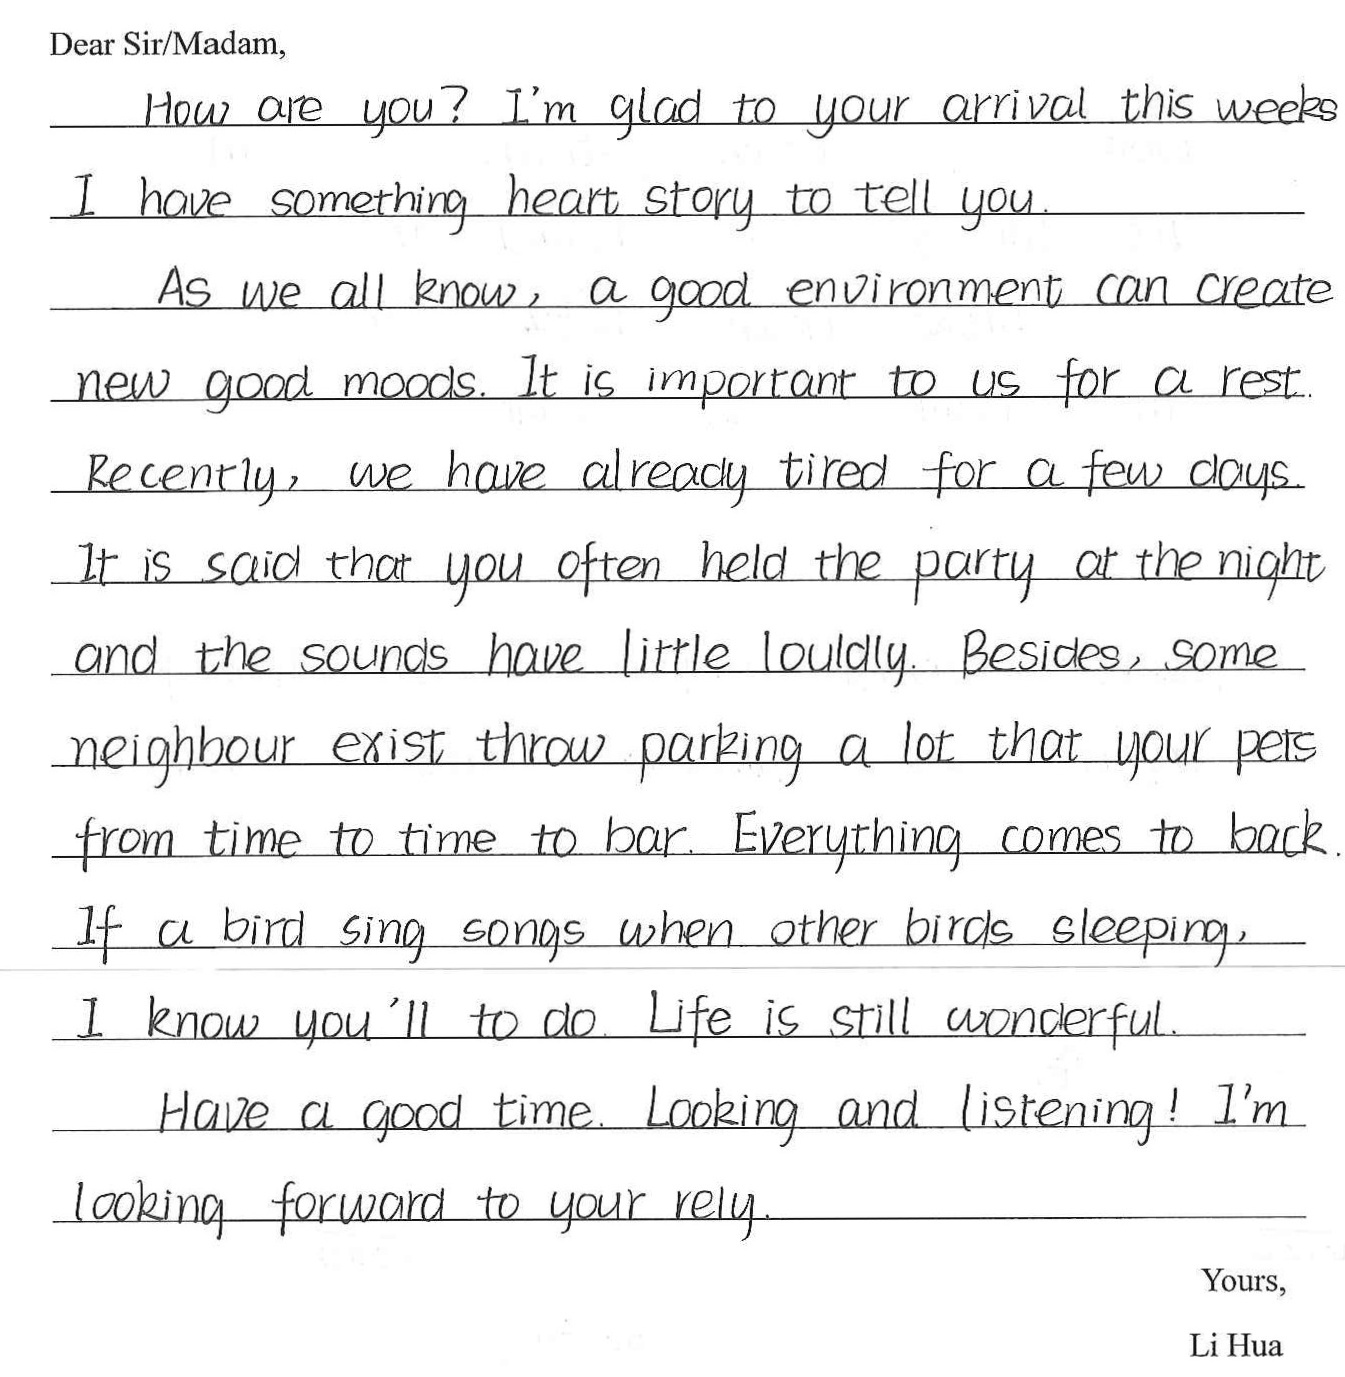 Dear Sir/Madam,
How are you? I'm glad to your arrival this weeks
I have something heart story to tell you.
As we all know, a good environment can create
new good moods. It is important to us for a rest.
Recently, we have already tired for a few days.
It is said that you often held the party at the night
and the sounds have little louldly. Besides, some
neighbour exist throw parking a lot that your pets
from time to time to bar. Everything comes to back.
If a bird sing songs when other birds sleeping,
I know you'll to do. Life is still wonderful.
Have a good time. Looking and listening! I'm
looking forward to your rely.
Yours,
Li Hua